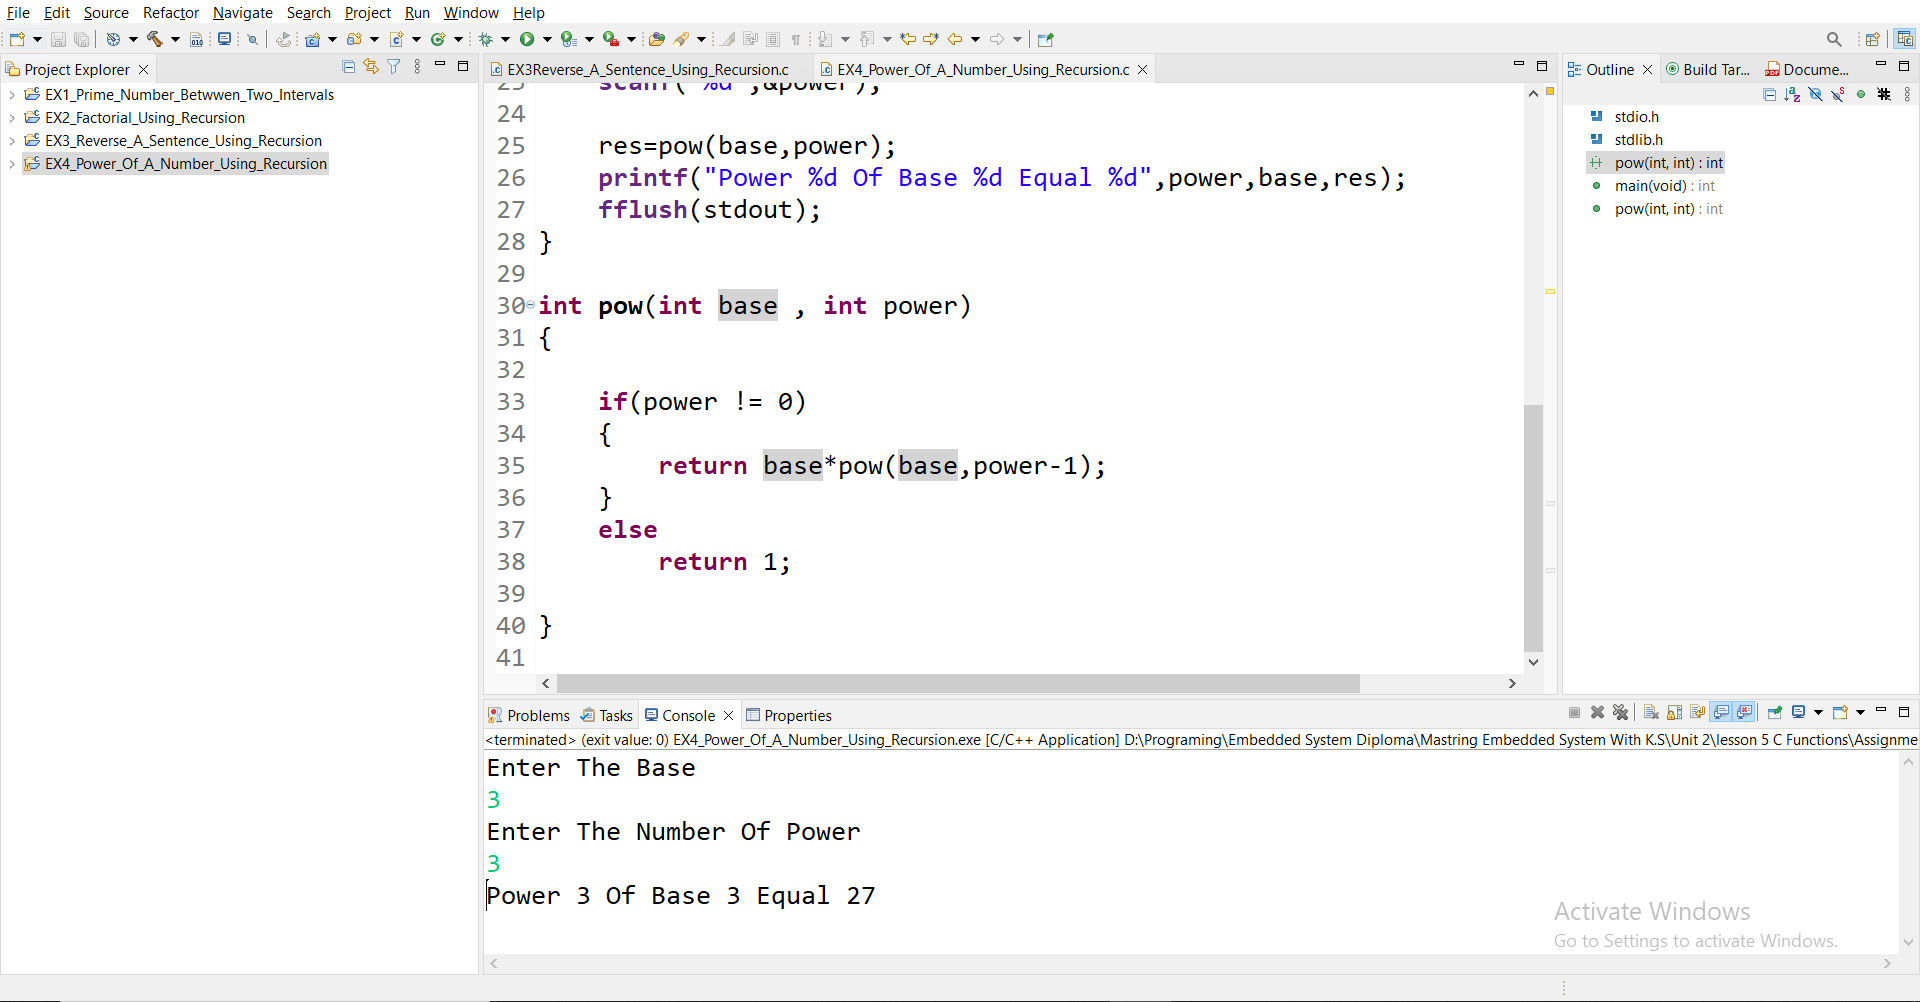 File Edit Source Refactor Navigate Search Project Run Window Help
Project Explorer
EX1_Prime_Number_Betwwen_Two_Intervals
EX2_Factorial_Using_Recursion
EX3_Reverse_A_Sentence_Using_Recursion
EX4_Power_Of_A_Number_Using_Recursion
EX3Reverse_A_Sentence_Using_Recursion.c EX4_Power_Of_A_Number_Using_Recursion.c
23 scanf("%d",&power);
24
25 res=pow(base,power);
26 printf("Power %d Of Base %d Equal %d",power,base,res);
27 fflush(stdout);
28 }
29
30 int pow(int base , int power)
31 {
32
33 if(power != 0)
34 {
35 return base*pow(base,power-1);
36 }
37 else
38 return 1;
39
40 }
41
Outline Build Tar... Docume...
stdio.h
stdlib.h
pow(int, int) : int
main(void) : int
pow(int, int) : int
Problems Tasks Console Properties
<terminated> (exit value: 0) EX4_Power_Of_A_Number_Using_Recursion.exe [C/C++ Application] D:\Programing\Embedded System Diploma\Mastring Embedded System With K.S\Unit 2\lesson 5 C Functions\Assignme
Enter The Base
3
Enter The Number Of Power
3
Power 3 Of Base 3 Equal 27
Activate Windows
Go to Settings to activate Windows.